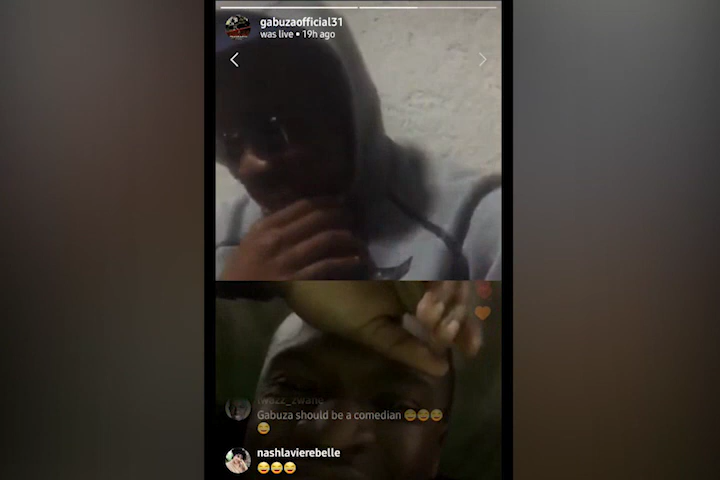 gabuzaofficial31
was live • 19h ago
Gabuza should be a comedian 😂😂😂
😂
nashlavierebelle
😂😂😂